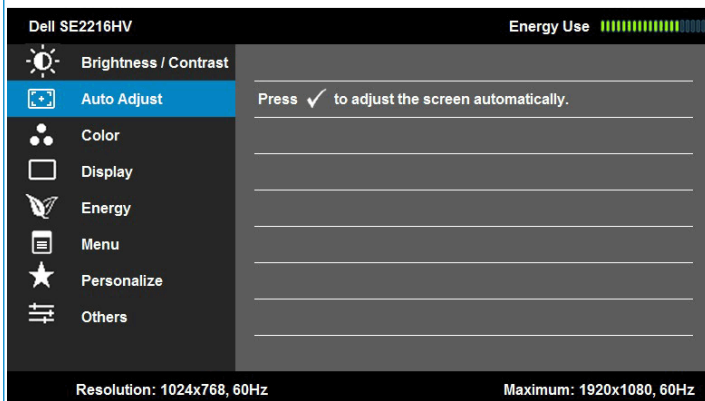 Dell SE2216HV Energy Use
Brightness / Contrast
Auto Adjust Press ✓ to adjust the screen automatically.
Color
Display
Energy
Menu
Personalize
Others
Resolution: 1024x768, 60Hz Maximum: 1920x1080, 60Hz